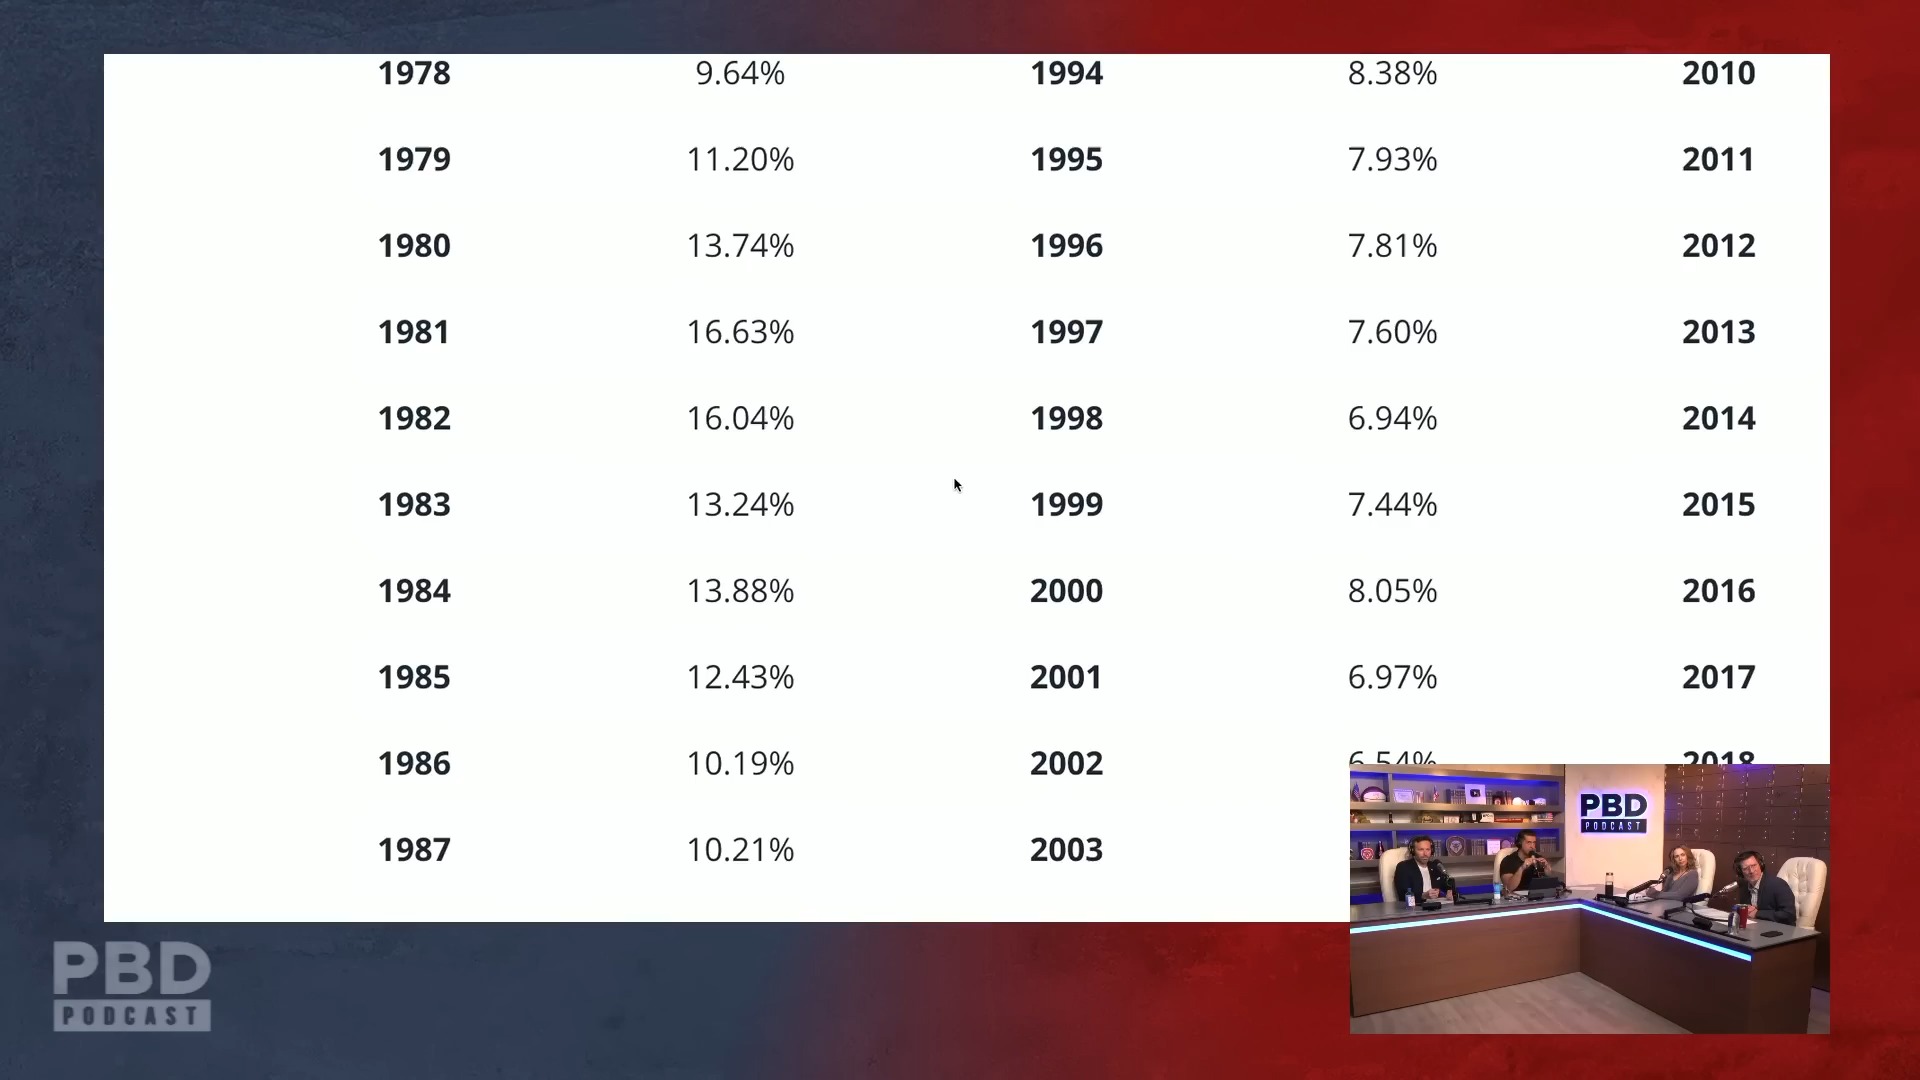 1978 9.64% 1994 8.38% 2010
1979 11.20% 1995 7.93% 2011
1980 13.74% 1996 7.81% 2012
1981 16.63% 1997 7.60% 2013
1982 16.04% 1998 6.94% 2014
1983 13.24% 1999 7.44% 2015
1984 13.88% 2000 8.05% 2016
1985 12.43% 2001 6.97% 2017
1986 10.19% 2002 6.54% 2018
1987 10.21% 2003
PBD
PODCAST
PBD
PODCAST